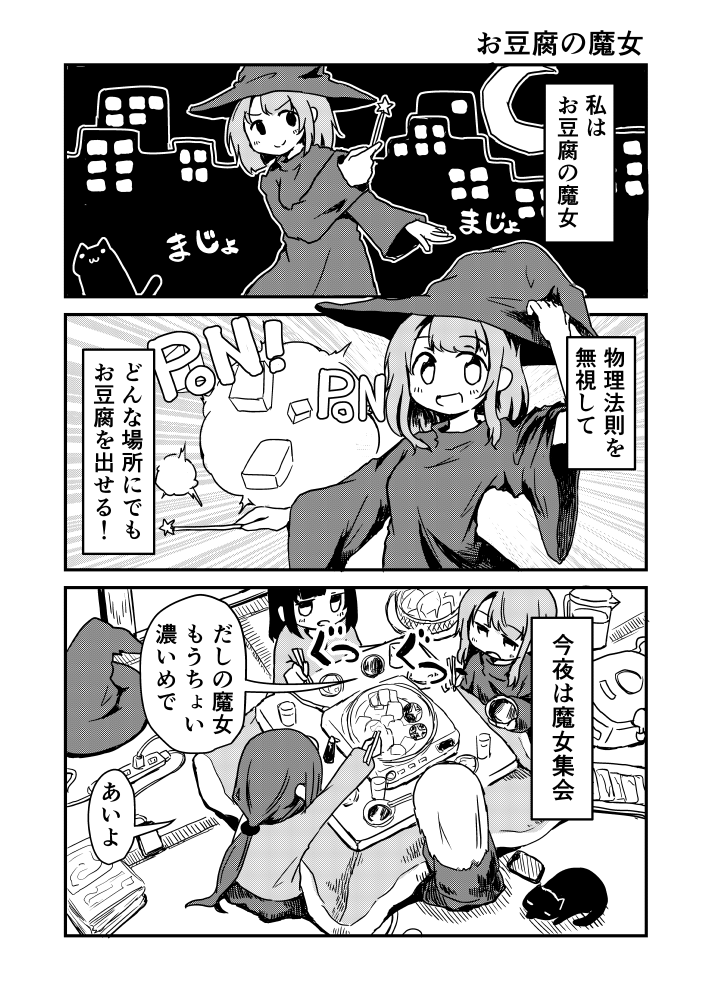 お豆腐の魔女
私は
お豆腐の魔女
まじょ
まじょ
物理法則を
無視して
PON!
PON
どんな場所にでも
お豆腐を出せる!
今夜は魔女集会
ぐっ
ぐっ
だしの魔女
もうちょい
濃いめで
あいよ